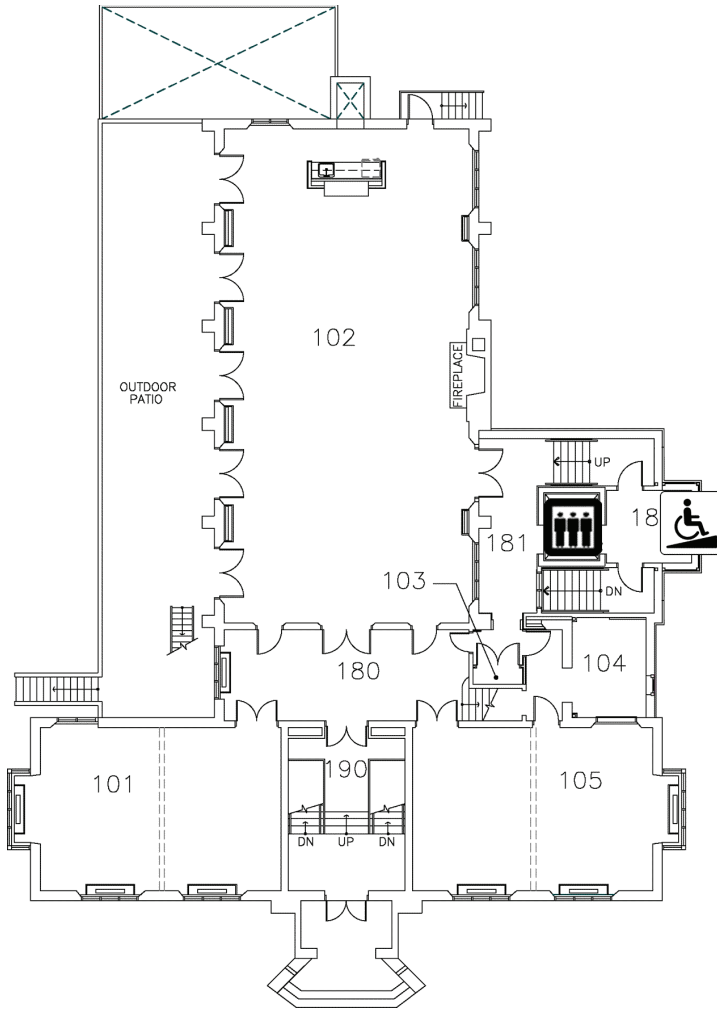 102
OUTDOOR
PATIO
FIREPLACE
UP
18
181
103
DN
180
104
101
190
105
DN
UP
DN